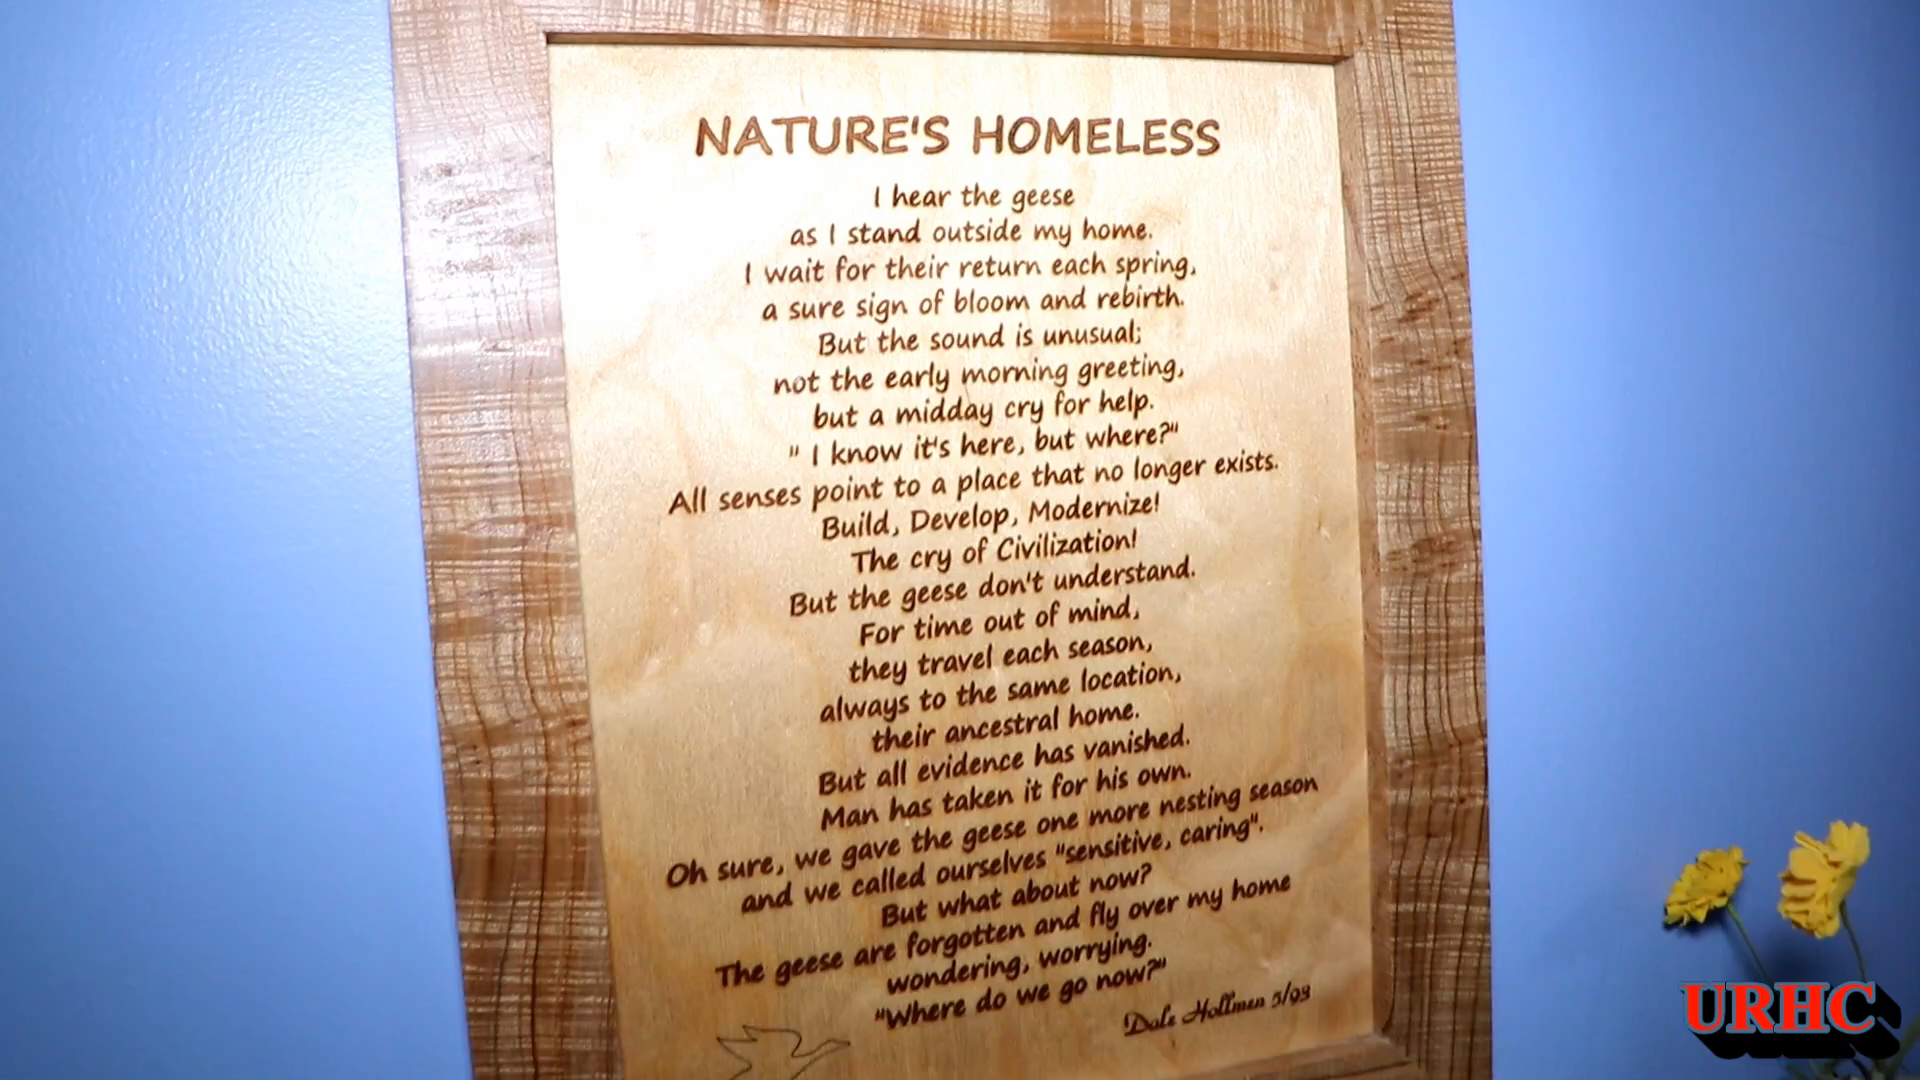 NATURE'S HOMELESS
I hear the geese
as I stand outside my home.
I wait for their return each spring,
a sure sign of bloom and rebirth.
But the sound is unusual;
not the early morning greeting,
but a midday cry for help.
" I know it's here, but where?"
All senses point to a place that no longer exists.
Build, Develop, Modernize!
The cry of Civilization!
But the geese don't understand.
For time out of mind,
they travel each season,
always to the same location,
their ancestral home.
But all evidence has vanished.
Man has taken it for his own.
Oh sure, we gave the geese one more nesting season
and we called ourselves "sensitive, caring".
But what about now?
The geese are forgotten and fly over my home
wondering, worrying.
"Where do we go now?"
Dale Hollmen 5/93
URHC